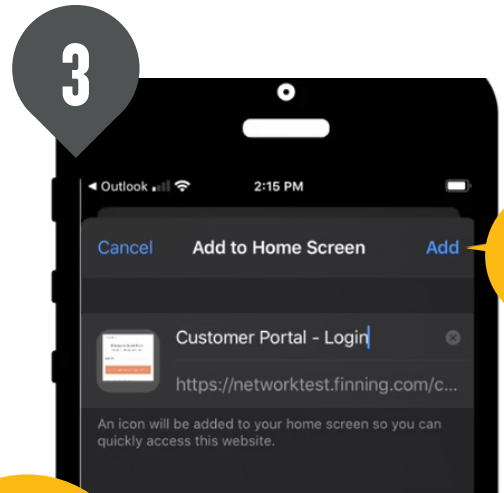 3
Outlook
2:15 PM
Cancel Add to Home Screen Add
Customer Portal - Login
https://networktest.finning.com/c...
An icon will be added to your home screen so you can
quickly access this website.